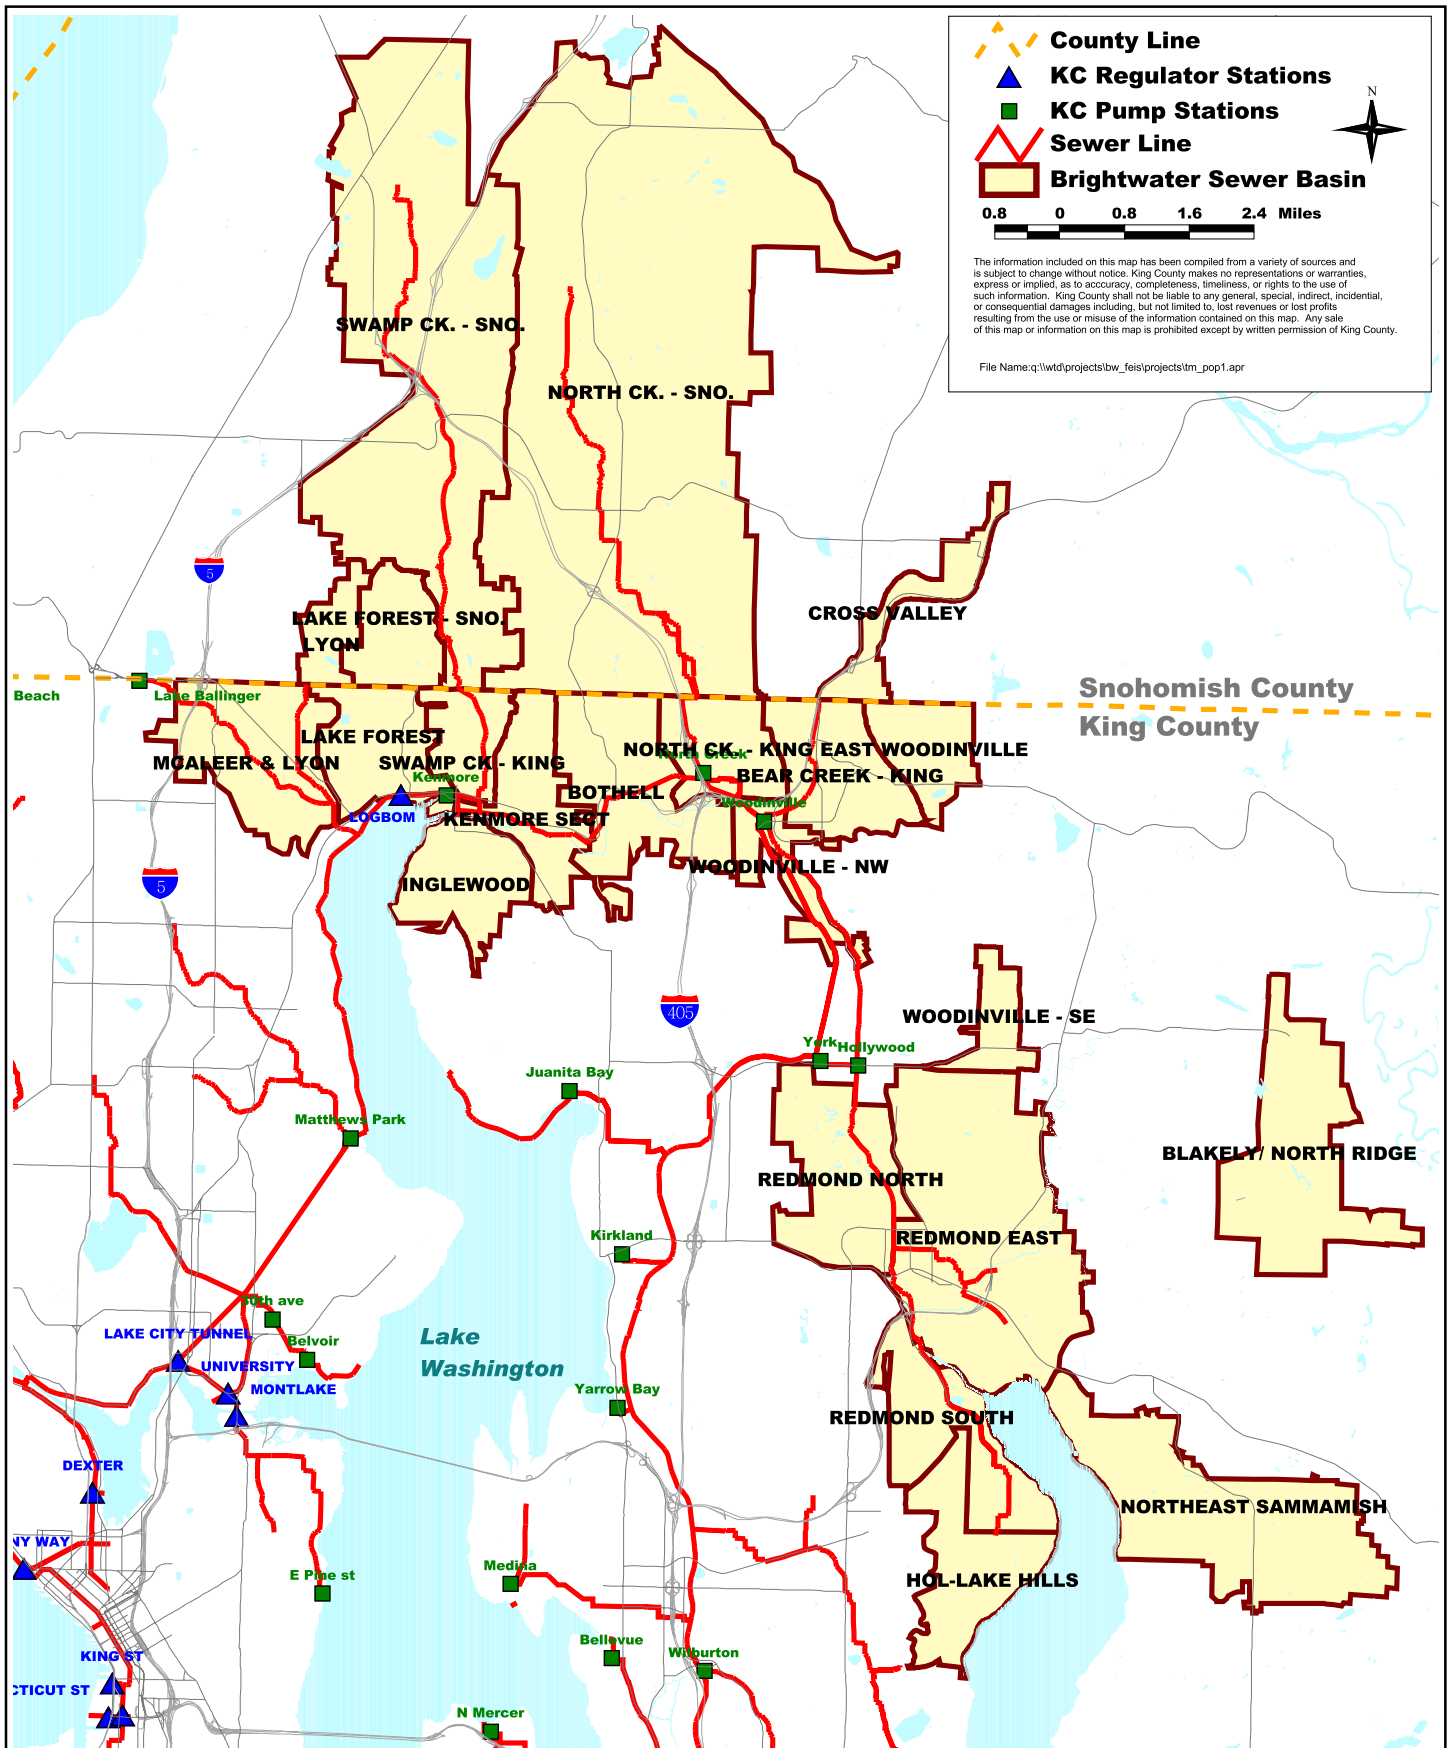 County Line
KC Regulator Stations
KC Pump Stations
Sewer Line
Brightwater Sewer Basin
N
0.8 0 0.8 1.6 2.4 Miles
The information included on this map has been compiled from a variety of sources and
is subject to change without notice. King County makes no representations or warranties,
express or implied, as to acccuracy, completeness, timeliness, or rights to the use of
such information. King County shall not be liable to any general, special, indirect, incidental,
or consequential damages including, but not limited to, lost revenues or lost profits
resulting from the use or misuse of the information contained on this map. Any sale
of this map or information on this map is prohibited except by written permission of King County.
File Name:q:\\wtd\projects\bw_feis\projects\tm_pop1.apr
SWAMP CK. - SNO.
NORTH CK. - SNO.
5
CROSS VALLEY
LAKE FOREST - SNO.
LYON
Beach
Lake Ballinger
Snohomish County
King County
LAKE FOREST
MCALEER & LYON
SWAMP CK - KING
NORTH CK. - KING EAST WOODINVILLE
North Creek
BEAR CREEK - KING
Kenmore
BOTHELL
Woodinville
LOGBOM
KENMORE SECT
WOODINVILLE - NW
5
INGLEWOOD
405
WOODINVILLE - SE
York
Hollywood
Juanita Bay
Matthews Park
BLAKELY/ NORTH RIDGE
REDMOND NORTH
Kirkland
REDMOND EAST
30th ave
LAKE CITY TUNNEL
Belvoir
Lake
Washington
UNIVERSITY
MONTLAKE
Yarrow Bay
REDMOND SOUTH
DEXTER
NORTHEAST SAMMAMISH
NY WAY
E Pine st
Medina
HOL-LAKE HILLS
Bellevue
Wilburton
KING ST
CTICUT ST
N Mercer